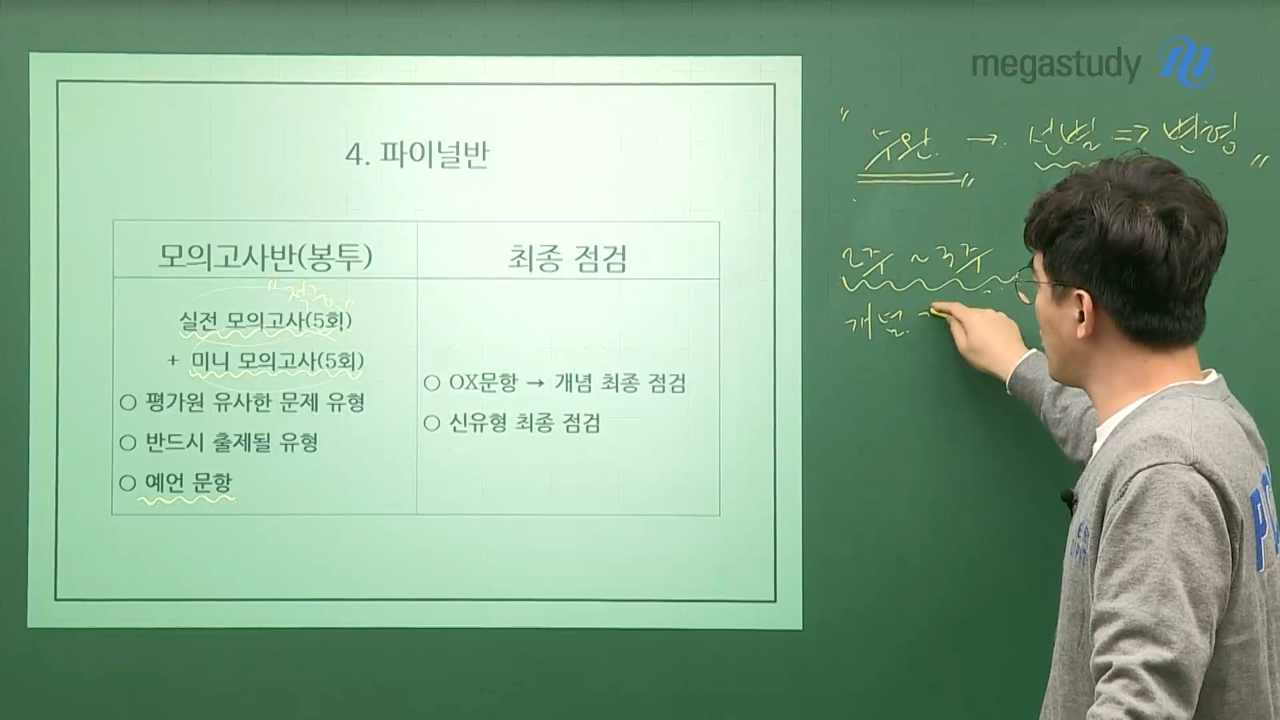 megastudy
4. 파이널반
모의고사반(봉투)
최종 점검
"적중"
실전 모의고사(5회)
+ 미니 모의고사(5회)
○ 평가원 유사한 문제 유형
○ 반드시 출제될 유형
○ 예언 문항
○ OX문항 → 개념 최종 점검
○ 신유형 최종 점검
" 수완 → 선별 => 변형 "
2주 ~ 3주
개념